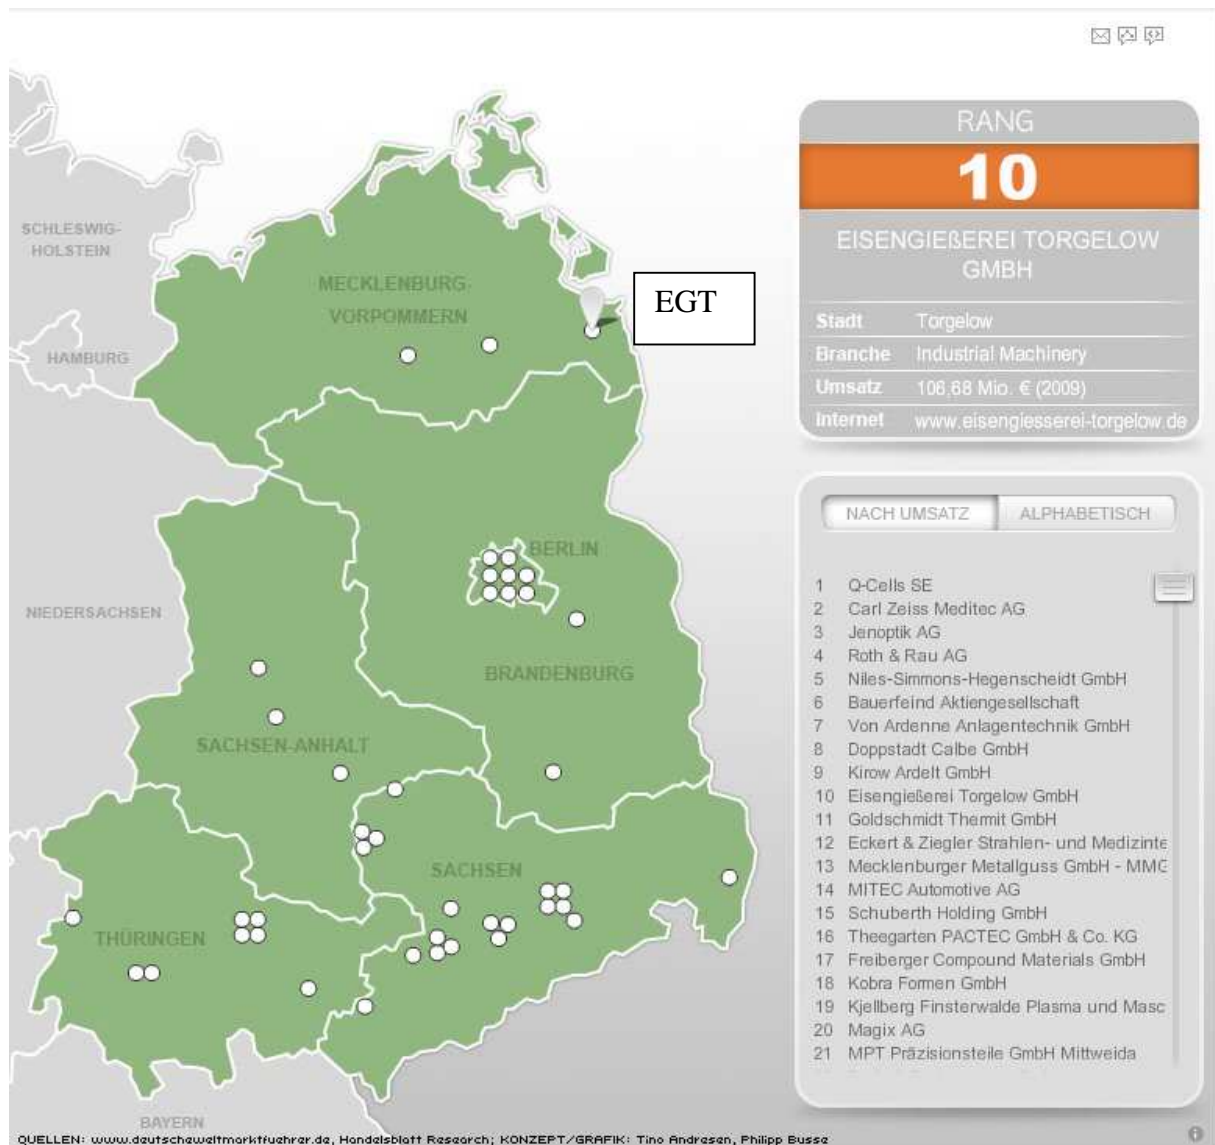 SCHLESWIG-
HOLSTEIN
HAMBURG
MECKLENBURG-
VORPOMMERN
EGT
NIEDERSACHSEN
BERLIN
BRANDENBURG
SACHSEN-ANHALT
SACHSEN
THÜRINGEN
BAYERN
RANG
10
EISENGIEßEREI TORGELOW
GMBH
Stadt Torgelow
Branche Industrial Machinery
Umsatz 106,68 Mio. € (2009)
Internet www.eisengiesserei-torgelow.de
NACH UMSATZ ALPHABETISCH
1 Q-Cells SE
2 Carl Zeiss Meditec AG
3 Jenoptik AG
4 Roth & Rau AG
5 Niles-Simmons-Hegenscheidt GmbH
6 Bauerfeind Aktiengesellschaft
7 Von Ardenne Anlagentechnik GmbH
8 Doppstadt Calbe GmbH
9 Kirow Ardelt GmbH
10 Eisengießerei Torgelow GmbH
11 Goldschmidt Thermit GmbH
12 Eckert & Ziegler Strahlen- und Medizinte
13 Mecklenburger Metallguss GmbH - MMG
14 MITEC Automotive AG
15 Schuberth Holding GmbH
16 Theegarten PACTEC GmbH & Co. KG
17 Freiberger Compound Materials GmbH
18 Kobra Formen GmbH
19 Kjellberg Finsterwalde Plasma und Masc
20 Magix AG
21 MPT Präzisionsteile GmbH Mittweida
QUELLEN: www.deutscheweltmarktfuehrer.de, Handelsblatt Research; KONZEPT/GRAFIK: Tino Andresen, Philipp Busse